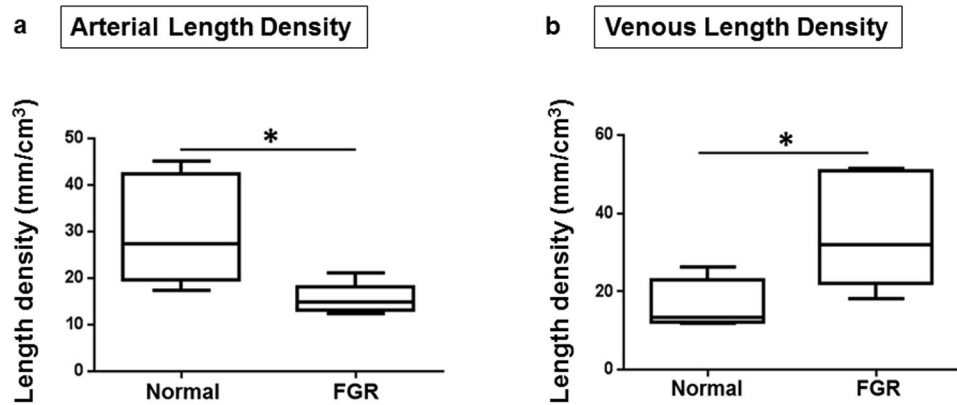 a Arterial Length Density
Length density (mm/cm³)
50
40
30
20
10
0
*
Normal FGR
b Venous Length Density
Length density (mm/cm³)
60
40
20
0
*
Normal FGR